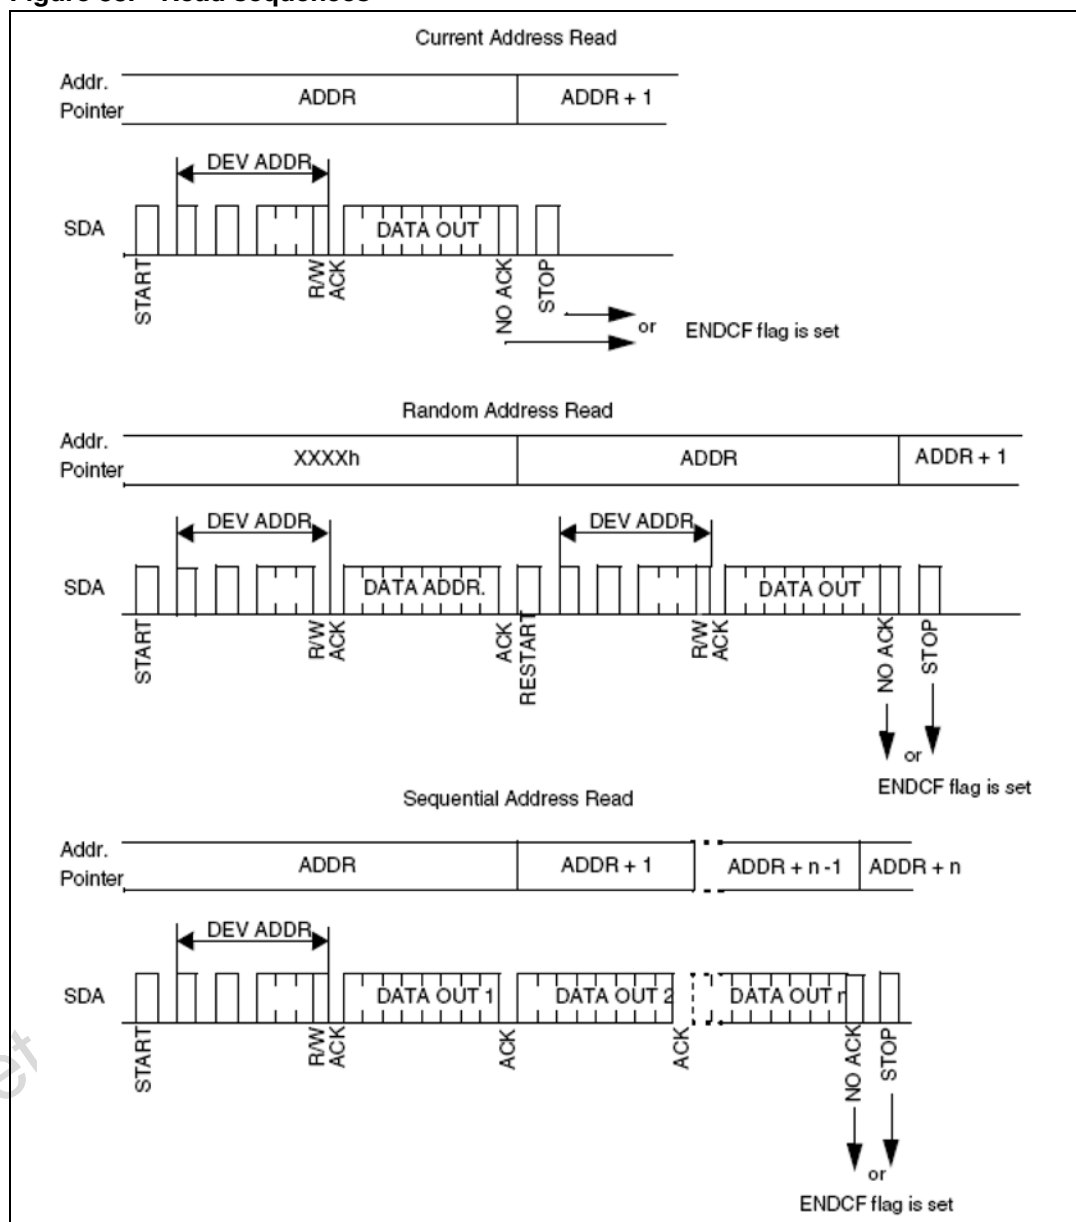 Current Address Read
Addr.
Pointer
ADDR
ADDR + 1
DEV ADDR
SDA
DATA OUT
START
R/W
ACK
NO ACK
STOP
or
ENDCF flag is set
Random Address Read
Addr.
Pointer
XXXXh
ADDR
ADDR + 1
DEV ADDR
DEV ADDR
SDA
DATA ADDR.
DATA OUT
START
R/W
ACK
ACK
RESTART
R/W
ACK
NO ACK
STOP
or
ENDCF flag is set
Sequential Address Read
Addr.
Pointer
ADDR
ADDR + 1
ADDR + n -1
ADDR + n
DEV ADDR
SDA
DATA OUT 1
DATA OUT 2
DATA OUT n
START
R/W
ACK
ACK
ACK
NO ACK
STOP
or
ENDCF flag is set